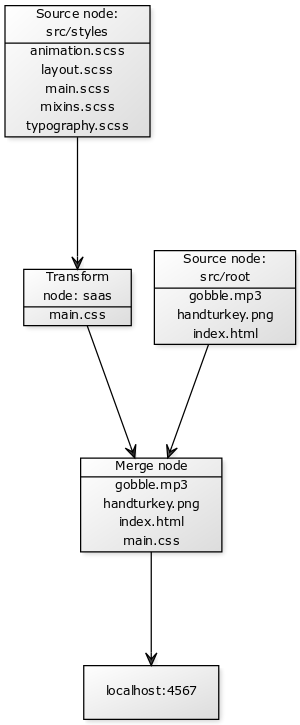 Source node:
src/styles
animation.scss
layout.scss
main.scss
mixins.scss
typography.scss
Transform
node: saas
main.css
Source node:
src/root
gobble.mp3
handturkey.png
index.html
Merge node
gobble.mp3
handturkey.png
index.html
main.css
localhost:4567